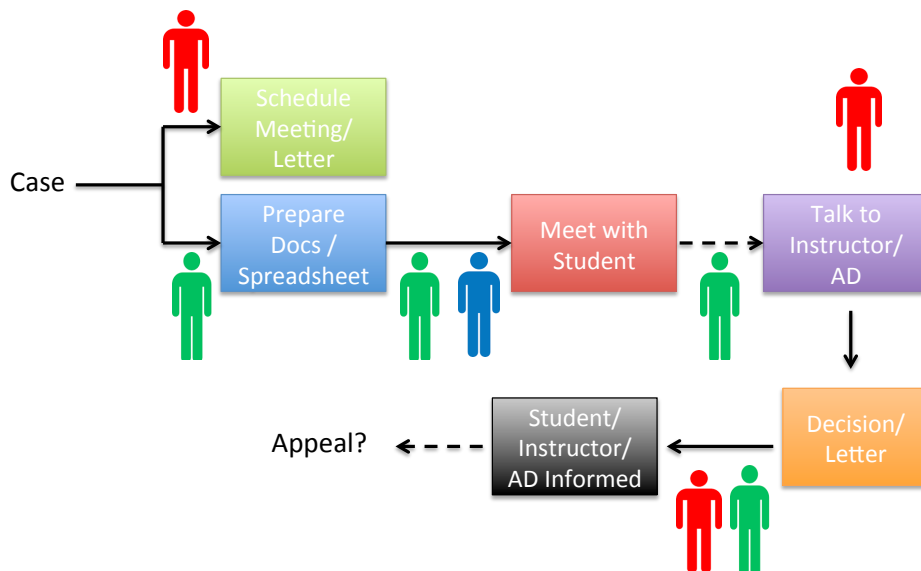 Schedule
Meeting/
Letter
Case
Prepare
Docs /
Spreadsheet
Meet with
Student
Talk to
Instructor/
AD
Decision/
Letter
Student/
Instructor/
AD Informed
Appeal?